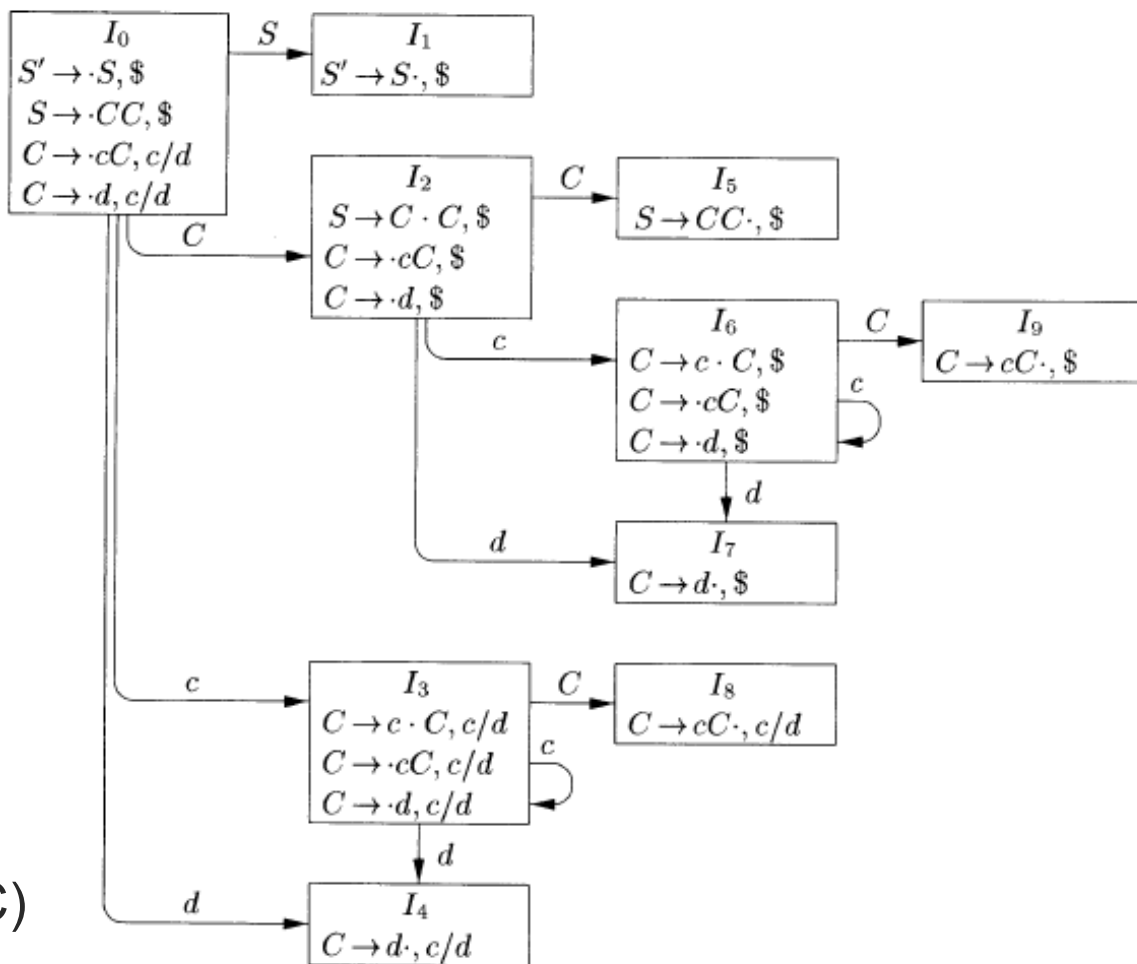 I₀
S′ → ·S, $
S → ·CC, $
C → ·cC, c/d
C → ·d, c/d
S
I₁
S′ → S·, $
C
I₂
S → C · C, $
C → ·cC, $
C → ·d, $
C
I₅
S → CC·, $
c
I₆
C → c · C, $
C → ·cC, $
C → ·d, $
C
I₉
C → cC·, $
c
d
d
I₇
C → d·, $
c
I₃
C → c · C, c/d
C → ·cC, c/d
C → ·d, c/d
C
I₈
C → cC·, c/d
c
d
d
I₄
C → d·, c/d
)